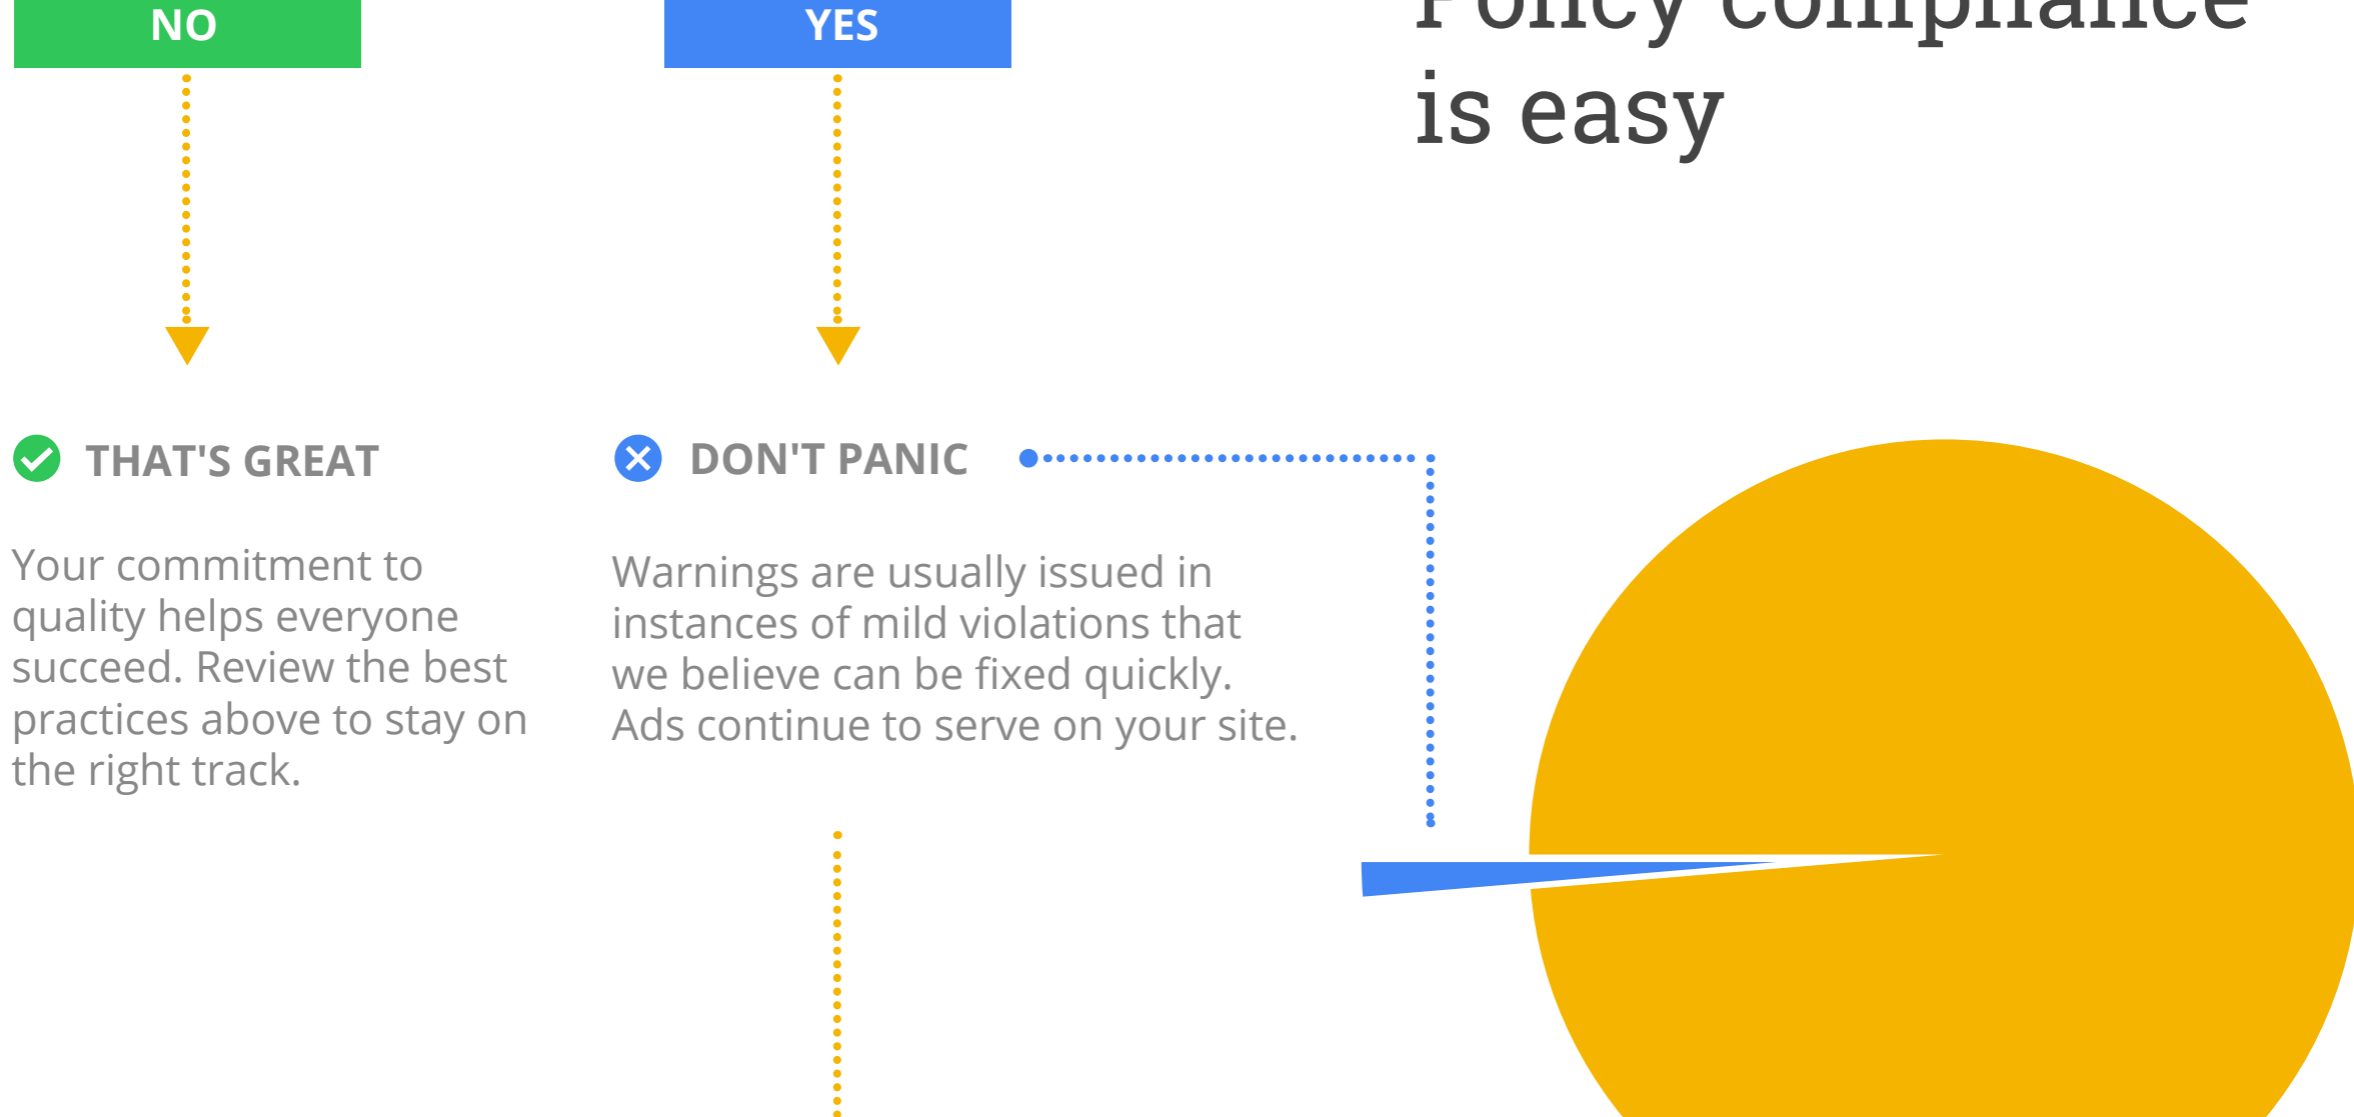 NO
YES
Policy compliance
is easy
THAT'S GREAT
Your commitment to
quality helps everyone
succeed. Review the best
practices above to stay on
the right track.
DON'T PANIC
Warnings are usually issued in
instances of mild violations that
we believe can be fixed quickly.
Ads continue to serve on your site.